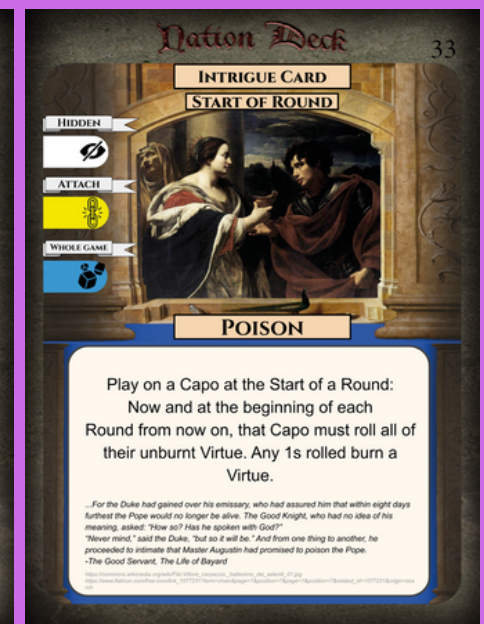 Nation Deck
33
INTRIGUE CARD
START OF ROUND
HIDDEN
ATTACH
WHOLE GAME
POISON
Play on a Capo at the Start of a Round:
Now and at the beginning of each
Round from now on, that Capo must roll all of
their unburnt Virtue. Any 1s rolled burn a
Virtue.
...For the Duke had gained over his emissary, who had assured him that within eight days
furthest the Pope would no longer be alive. The Good Knight, who had no idea of his
meaning, asked: "How so? Has he spoken with God?"
"Never mind," said the Duke, "but so it will be." And from one thing to another, he
proceeded to intimate that Master Augustin had promised to poison the Pope.
-The Good Servant, The Life of Bayard